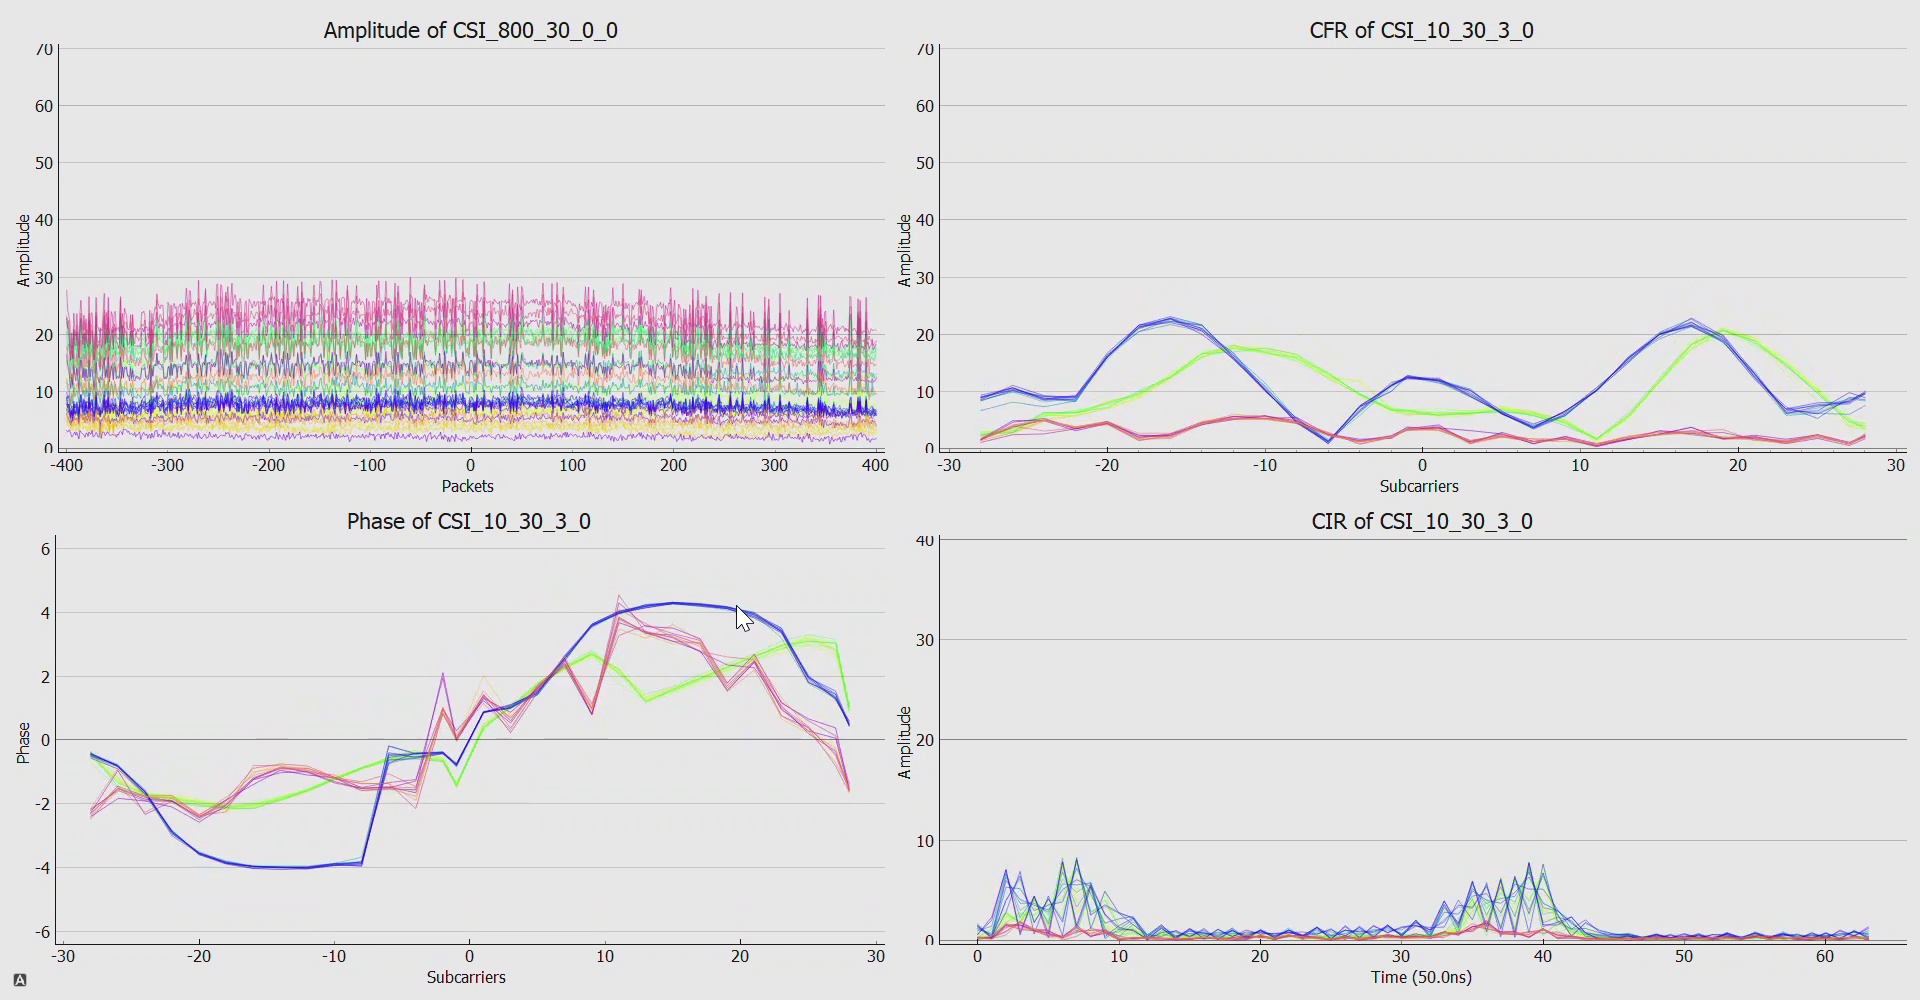 Amplitude of CSI_800_30_0_0
70
60
50
40
30
20
10
0
Amplitude
-400 -300 -200 -100 0 100 200 300 400
Packets
CFR of CSI_10_30_3_0
70
60
50
40
30
20
10
0
Amplitude
-30 -20 -10 0 10 20 30
Subcarriers
Phase of CSI_10_30_3_0
6
4
2
0
-2
-4
-6
Phase
-30 -20 -10 0 10 20 30
Subcarriers
A
CIR of CSI_10_30_3_0
40
30
20
10
0
Amplitude
0 10 20 30 40 50 60
Time (50.0ns)